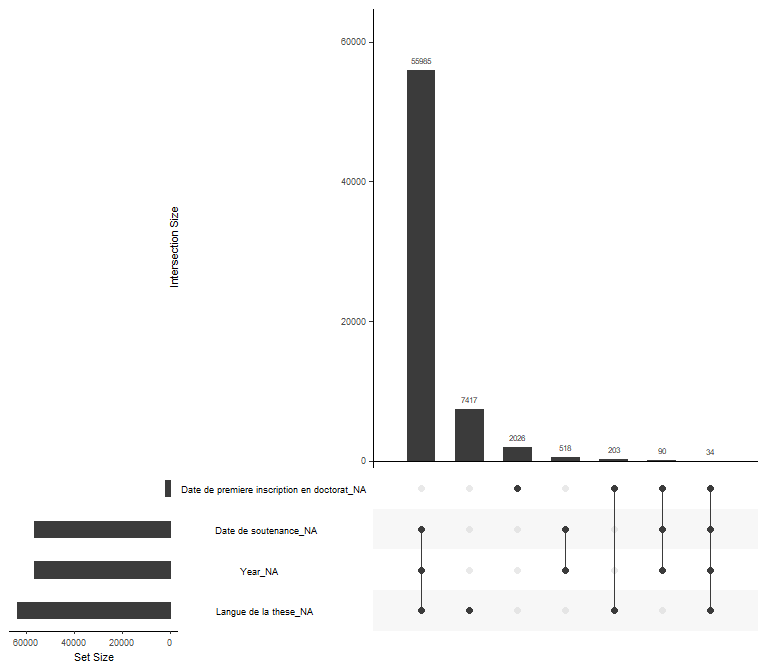 60000
55985
40000
Intersection Size
20000
7417
2026
518
203
90
34
0
Date de premiere inscription en doctorat_NA
Date de soutenance_NA
Year_NA
Langue de la these_NA
60000 40000 20000 0
Set Size